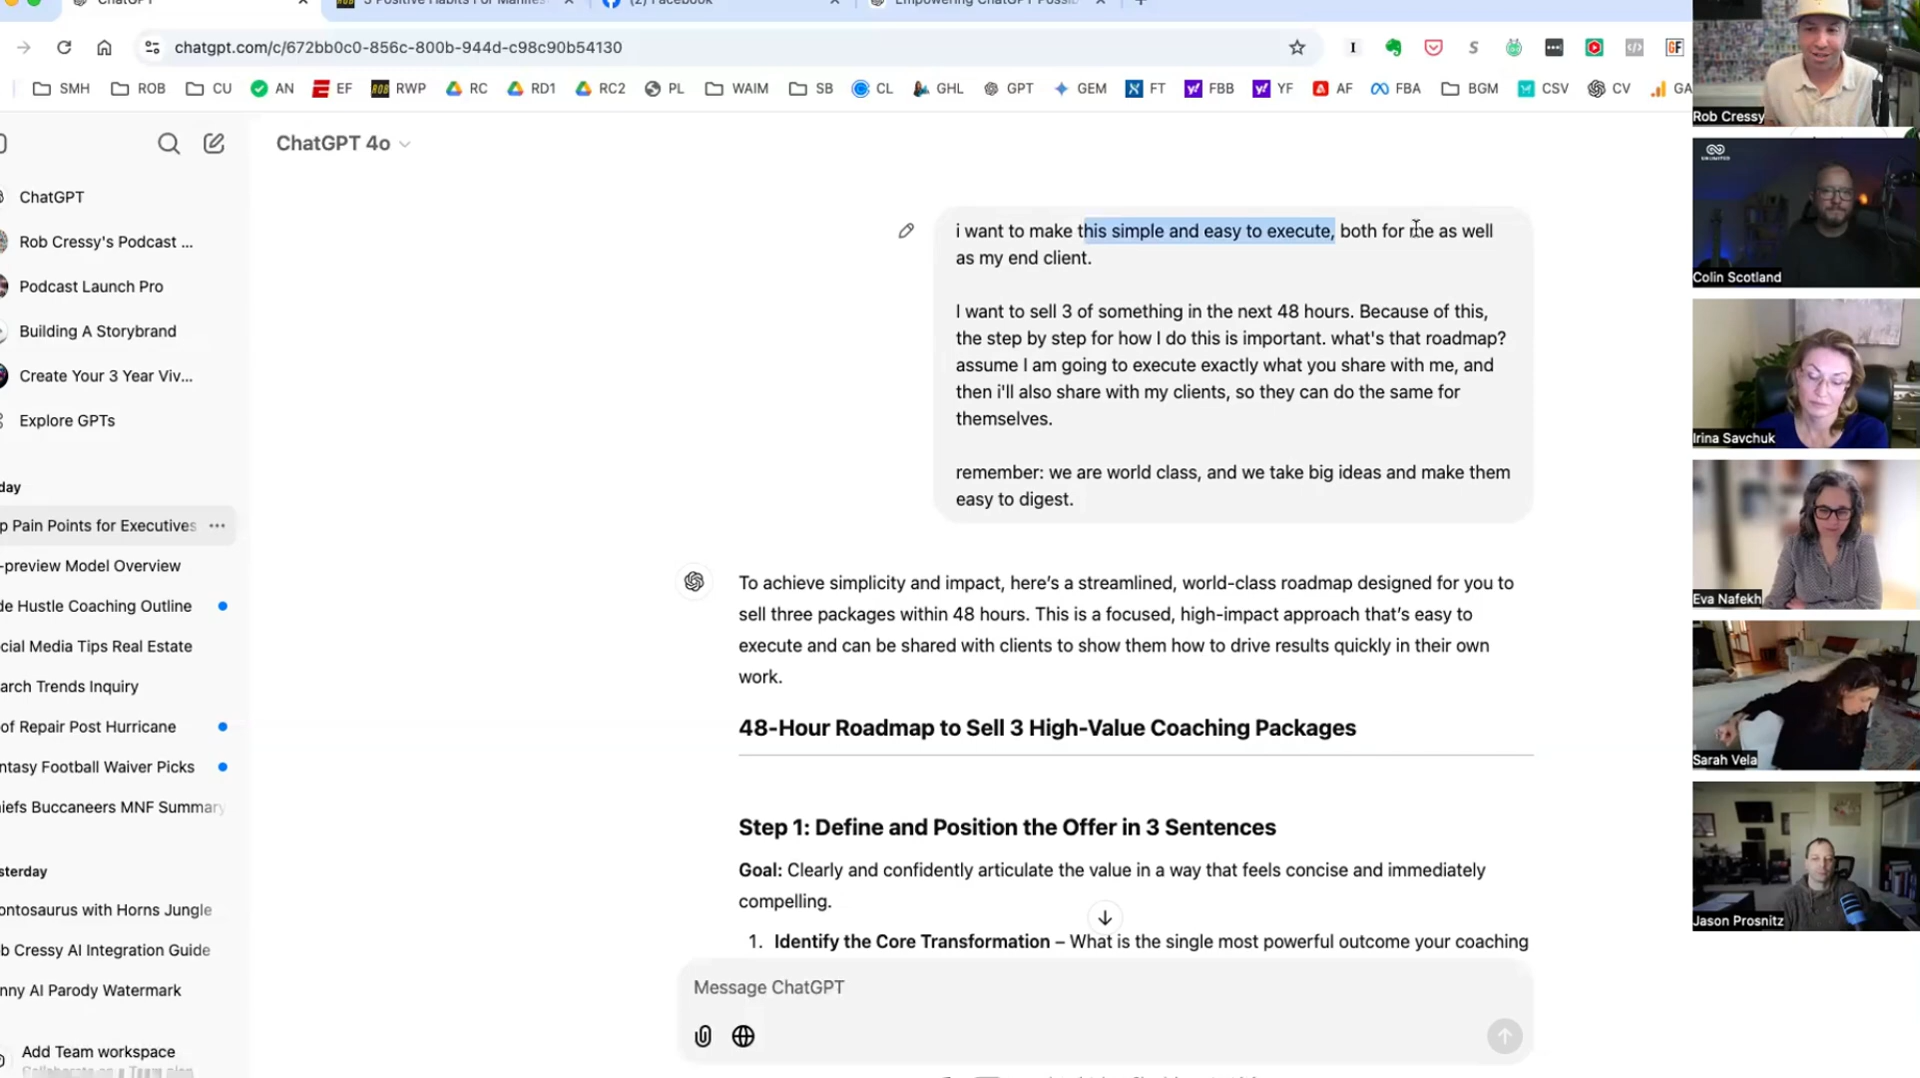 ChatGPT
3 Positive Habits For Manifes
(2) Facebook
Empowering ChatGPT Possib
chatgpt.com/c/672bb0c0-856c-800b-944d-c98c90b54130
SMH ROB CU AN EF RWP RC RD1 RC2 PL WAIM SB CL GHL GPT GEM FT FBB YF AF FBA BGM CSV CV GA
ChatGPT
Rob Cressy's Podcast ...
Podcast Launch Pro
Building A Storybrand
Create Your 3 Year Viv...
Explore GPTs
day
p Pain Points for Executives
-preview Model Overview
de Hustle Coaching Outline
cial Media Tips Real Estate
arch Trends Inquiry
of Repair Post Hurricane
ntasy Football Waiver Picks
iefs Buccaneers MNF Summary
sterday
ontosaurus with Horns Jungle
b Cressy AI Integration Guide
nny AI Parody Watermark
Add Team workspace
ChatGPT 4o
i want to make this simple and easy to execute, both for me as well
as my end client.
I want to sell 3 of something in the next 48 hours. Because of this,
the step by step for how I do this is important. what's that roadmap?
assume I am going to execute exactly what you share with me, and
then i'll also share with my clients, so they can do the same for
themselves.
remember: we are world class, and we take big ideas and make them
easy to digest.
To achieve simplicity and impact, here's a streamlined, world-class roadmap designed for you to
sell three packages within 48 hours. This is a focused, high-impact approach that's easy to
execute and can be shared with clients to show them how to drive results quickly in their own
work.
48-Hour Roadmap to Sell 3 High-Value Coaching Packages
Step 1: Define and Position the Offer in 3 Sentences
Goal: Clearly and confidently articulate the value in a way that feels concise and immediately
compelling.
1. Identify the Core Transformation – What is the single most powerful outcome your coaching
Message ChatGPT
Rob Cressy
UNLIMITED
Colin Scotland
Irina Savchuk
Eva Nafekh
Sarah Vela
Jason Prosnitz